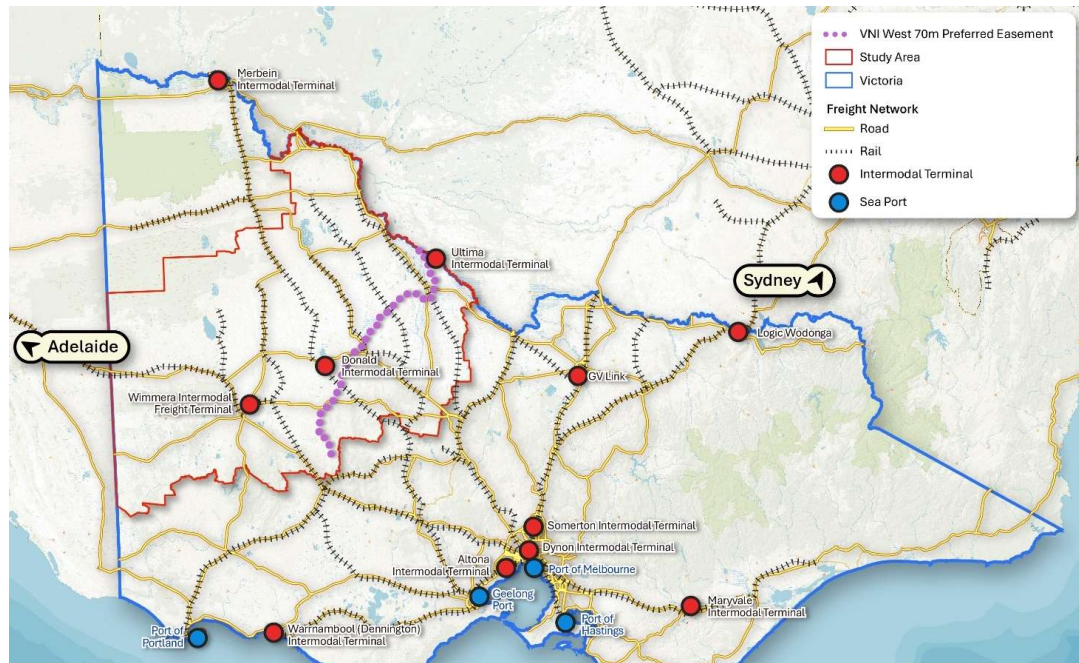 VNI West 70m Preferred Easement
Study Area
Victoria
Freight Network
Road
Rail
Intermodal Terminal
Sea Port
Merbein
Intermodal Terminal
Ultima
Intermodal Terminal
Sydney
Logic Wodonga
Adelaide
Donald
Intermodal Terminal
GV Link
Wimmera Intermodal
Freight Terminal
Somerton Intermodal Terminal
Dynon Intermodal Terminal
Altona
Intermodal Terminal
Port of Melbourne
Geelong
Port
Maryvale
Intermodal Terminal
Port of
Hastings
Port of
Portland
Warrnambool (Dennington)
Intermodal Terminal